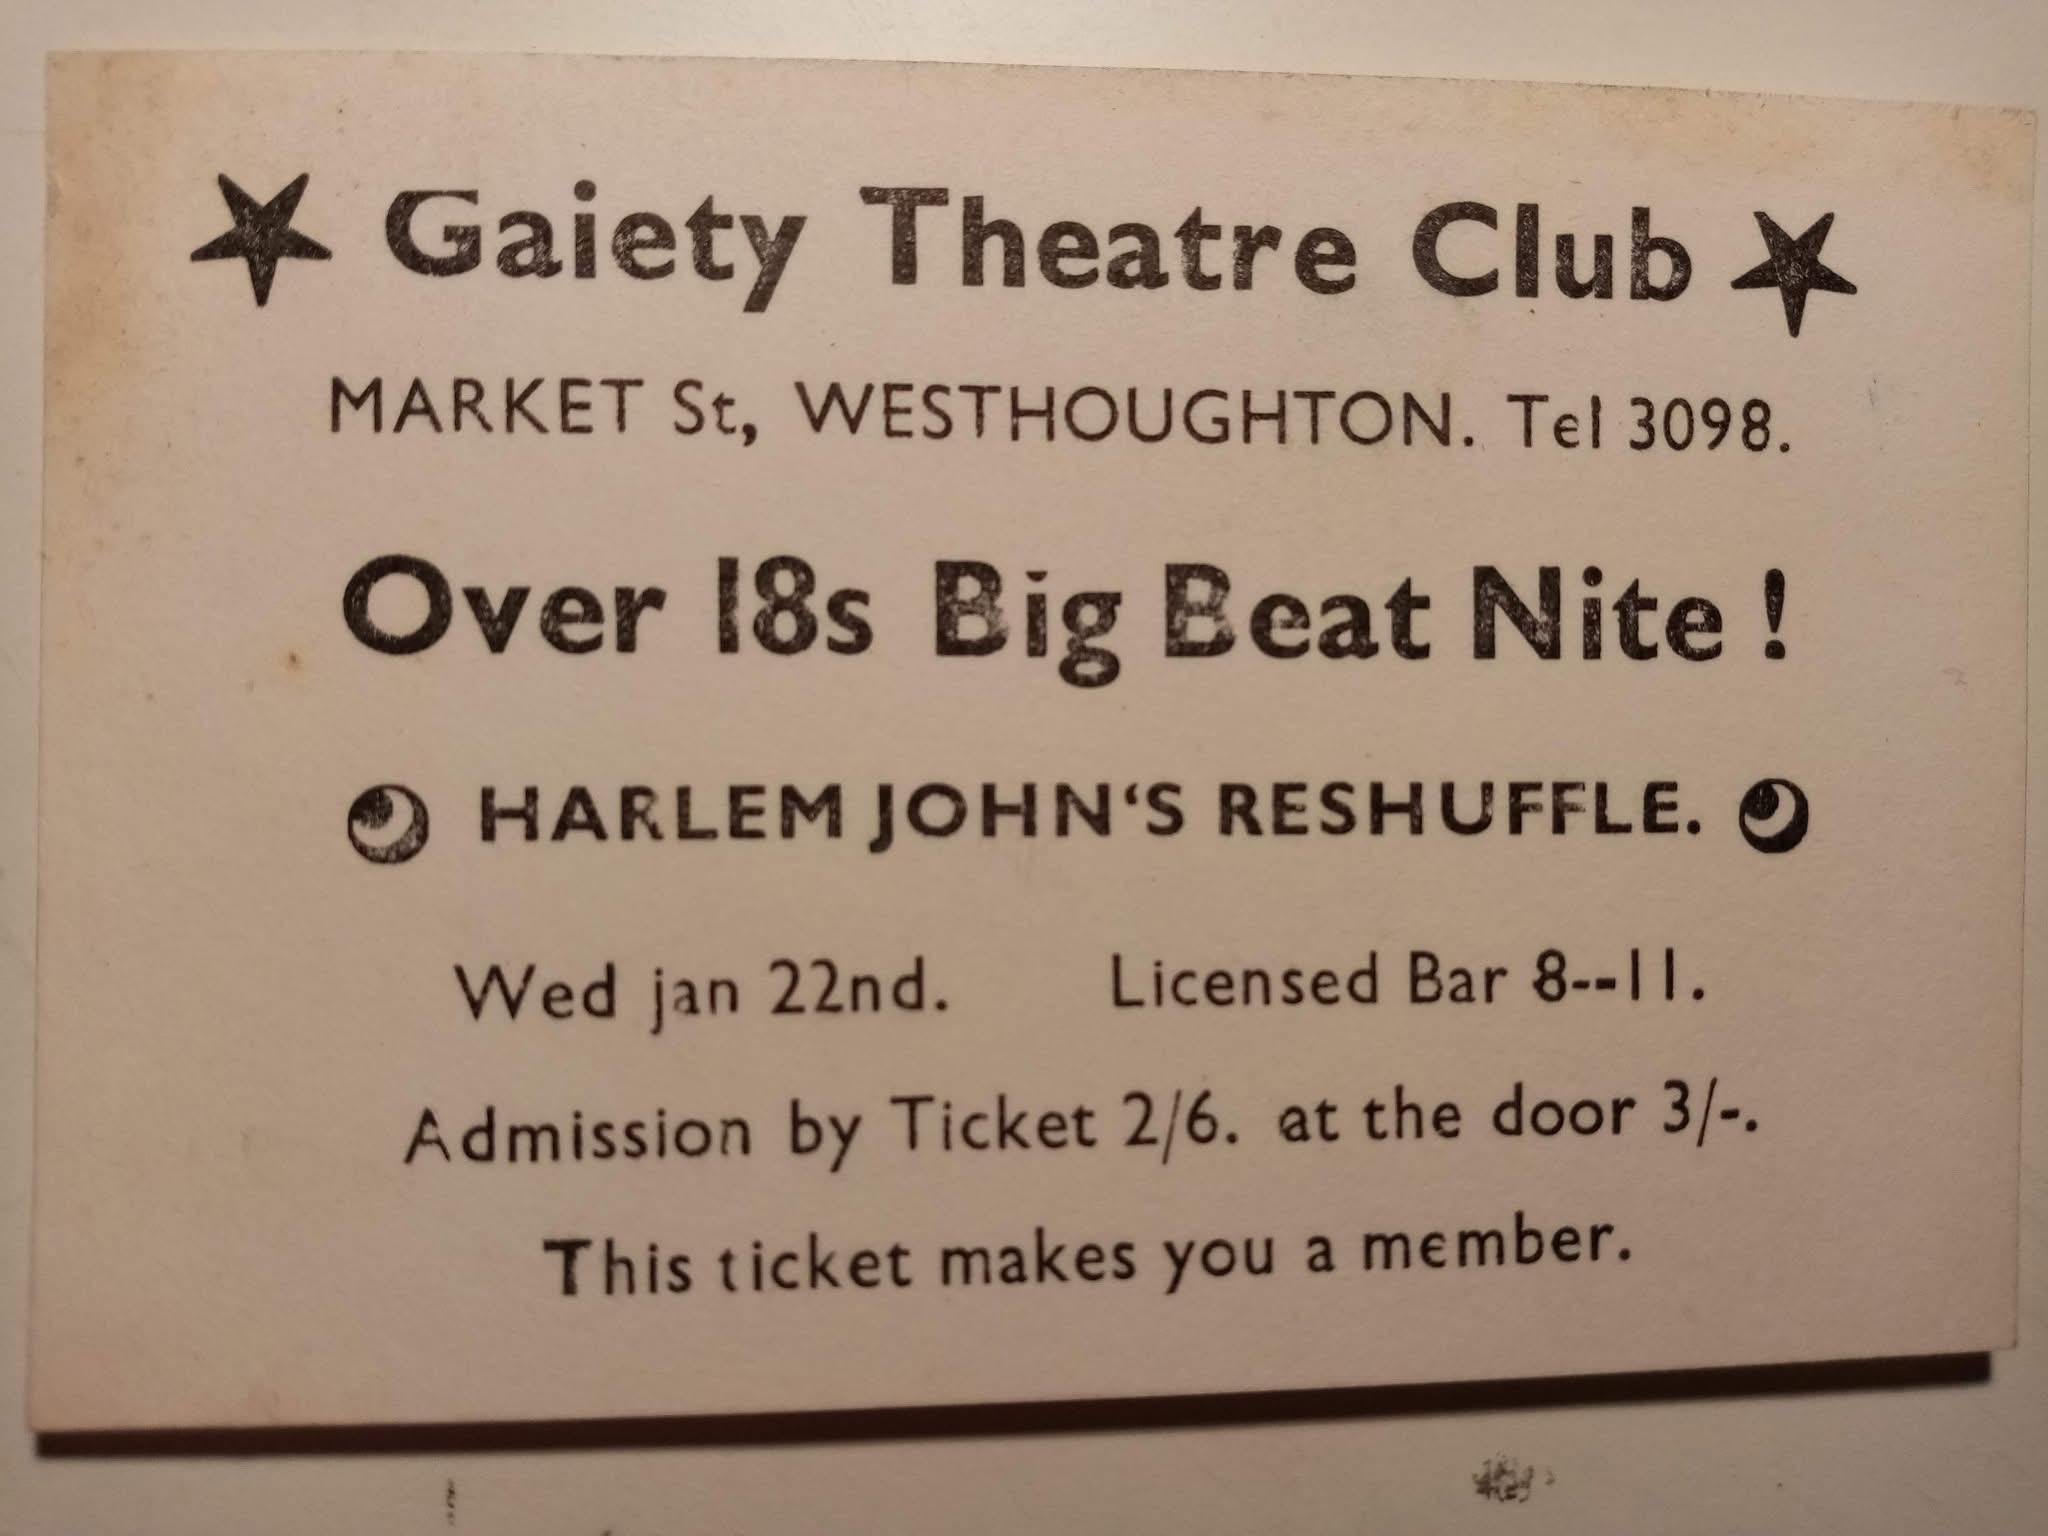 Gaiety Theatre Club
MARKET St, WESTHOUGHTON. Tel 3098.
Over 18s Big Beat Nite !
HARLEM JOHN‘S RESHUFFLE.
Wed jan 22nd. Licensed Bar 8--11.
Admission by Ticket 2/6. at the door 3/-.
This ticket makes you a member.